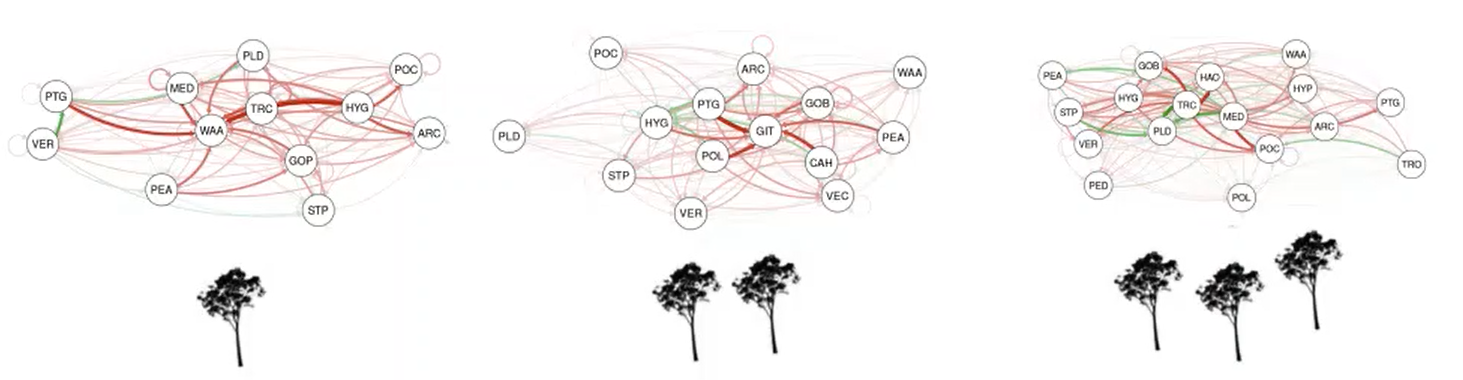 PLD
POC
MED
PTG
TRC
HYG
WAA
ARC
VER
GOP
PEA
STP
POC
ARC
WAA
PTG
GOB
HYG
GIT
PLD
PEA
POL
CAH
STP
VEC
VER
WAA
GOB
PEA
HAO
HYP
HYG
PTG
TRC
STP
MED
ARC
PLD
VER
POC
TRO
PED
POL